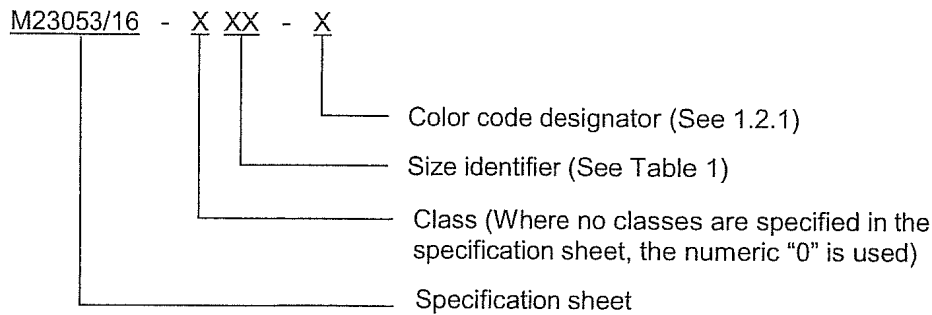 M23053/16 - X XX - X
Color code designator (See 1.2.1)
Size identifier (See Table 1)
Class (Where no classes are specified in the
specification sheet, the numeric “0” is used)
Specification sheet